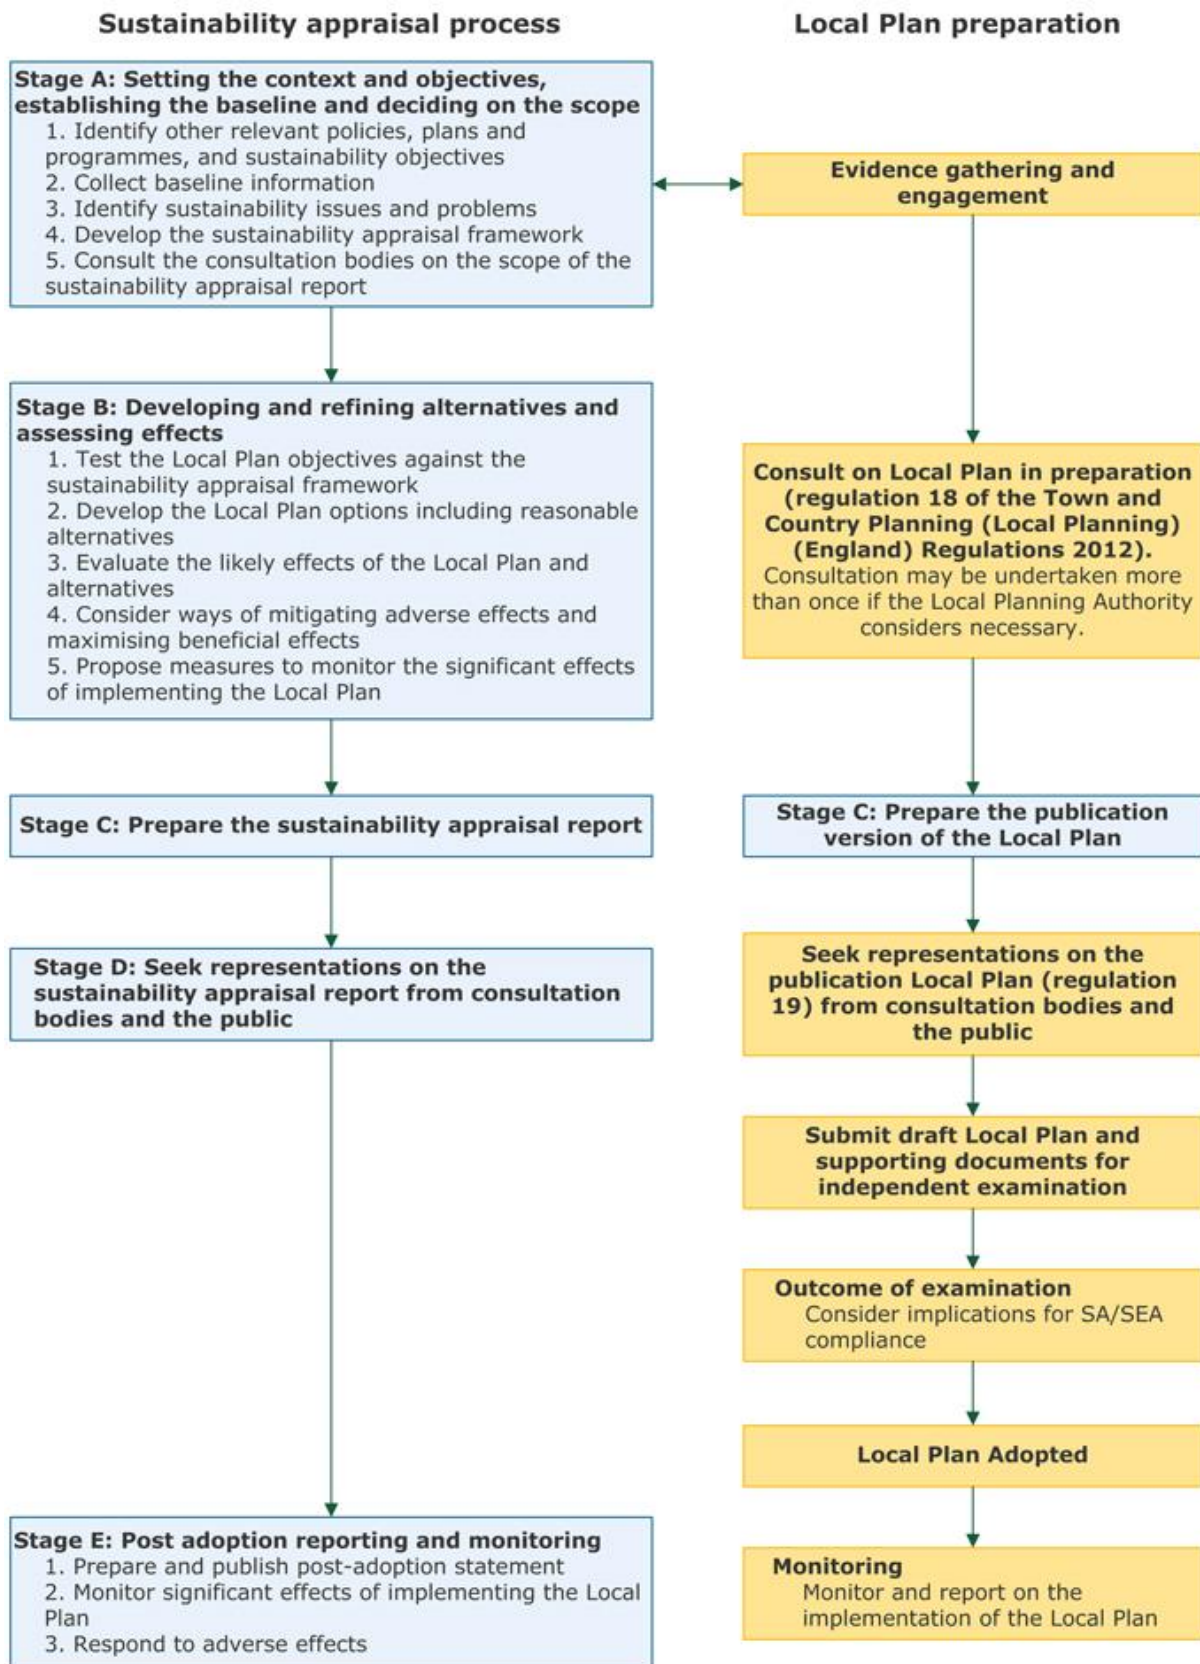 Sustainability appraisal process
Local Plan preparation
Stage A: Setting the context and objectives,
establishing the baseline and deciding on the scope
1. Identify other relevant policies, plans and
programmes, and sustainability objectives
2. Collect baseline information
3. Identify sustainability issues and problems
4. Develop the sustainability appraisal framework
5. Consult the consultation bodies on the scope of the
sustainability appraisal report
Evidence gathering and
engagement
Stage B: Developing and refining alternatives and
assessing effects
1. Test the Local Plan objectives against the
sustainability appraisal framework
2. Develop the Local Plan options including reasonable
alternatives
3. Evaluate the likely effects of the Local Plan and
alternatives
4. Consider ways of mitigating adverse effects and
maximising beneficial effects
5. Propose measures to monitor the significant effects
of implementing the Local Plan
Consult on Local Plan in preparation
(regulation 18 of the Town and
Country Planning (Local Planning)
(England) Regulations 2012).
Consultation may be undertaken more
than once if the Local Planning Authority
considers necessary.
Stage C: Prepare the sustainability appraisal report
Stage C: Prepare the publication
version of the Local Plan
Stage D: Seek representations on the
sustainability appraisal report from consultation
bodies and the public
Seek representations on the
publication Local Plan (regulation
19) from consultation bodies and
the public
Submit draft Local Plan and
supporting documents for
independent examination
Outcome of examination
Consider implications for SA/SEA
compliance
Local Plan Adopted
Stage E: Post adoption reporting and monitoring
1. Prepare and publish post-adoption statement
2. Monitor significant effects of implementing the Local
Plan
3. Respond to adverse effects
Monitoring
Monitor and report on the
implementation of the Local Plan